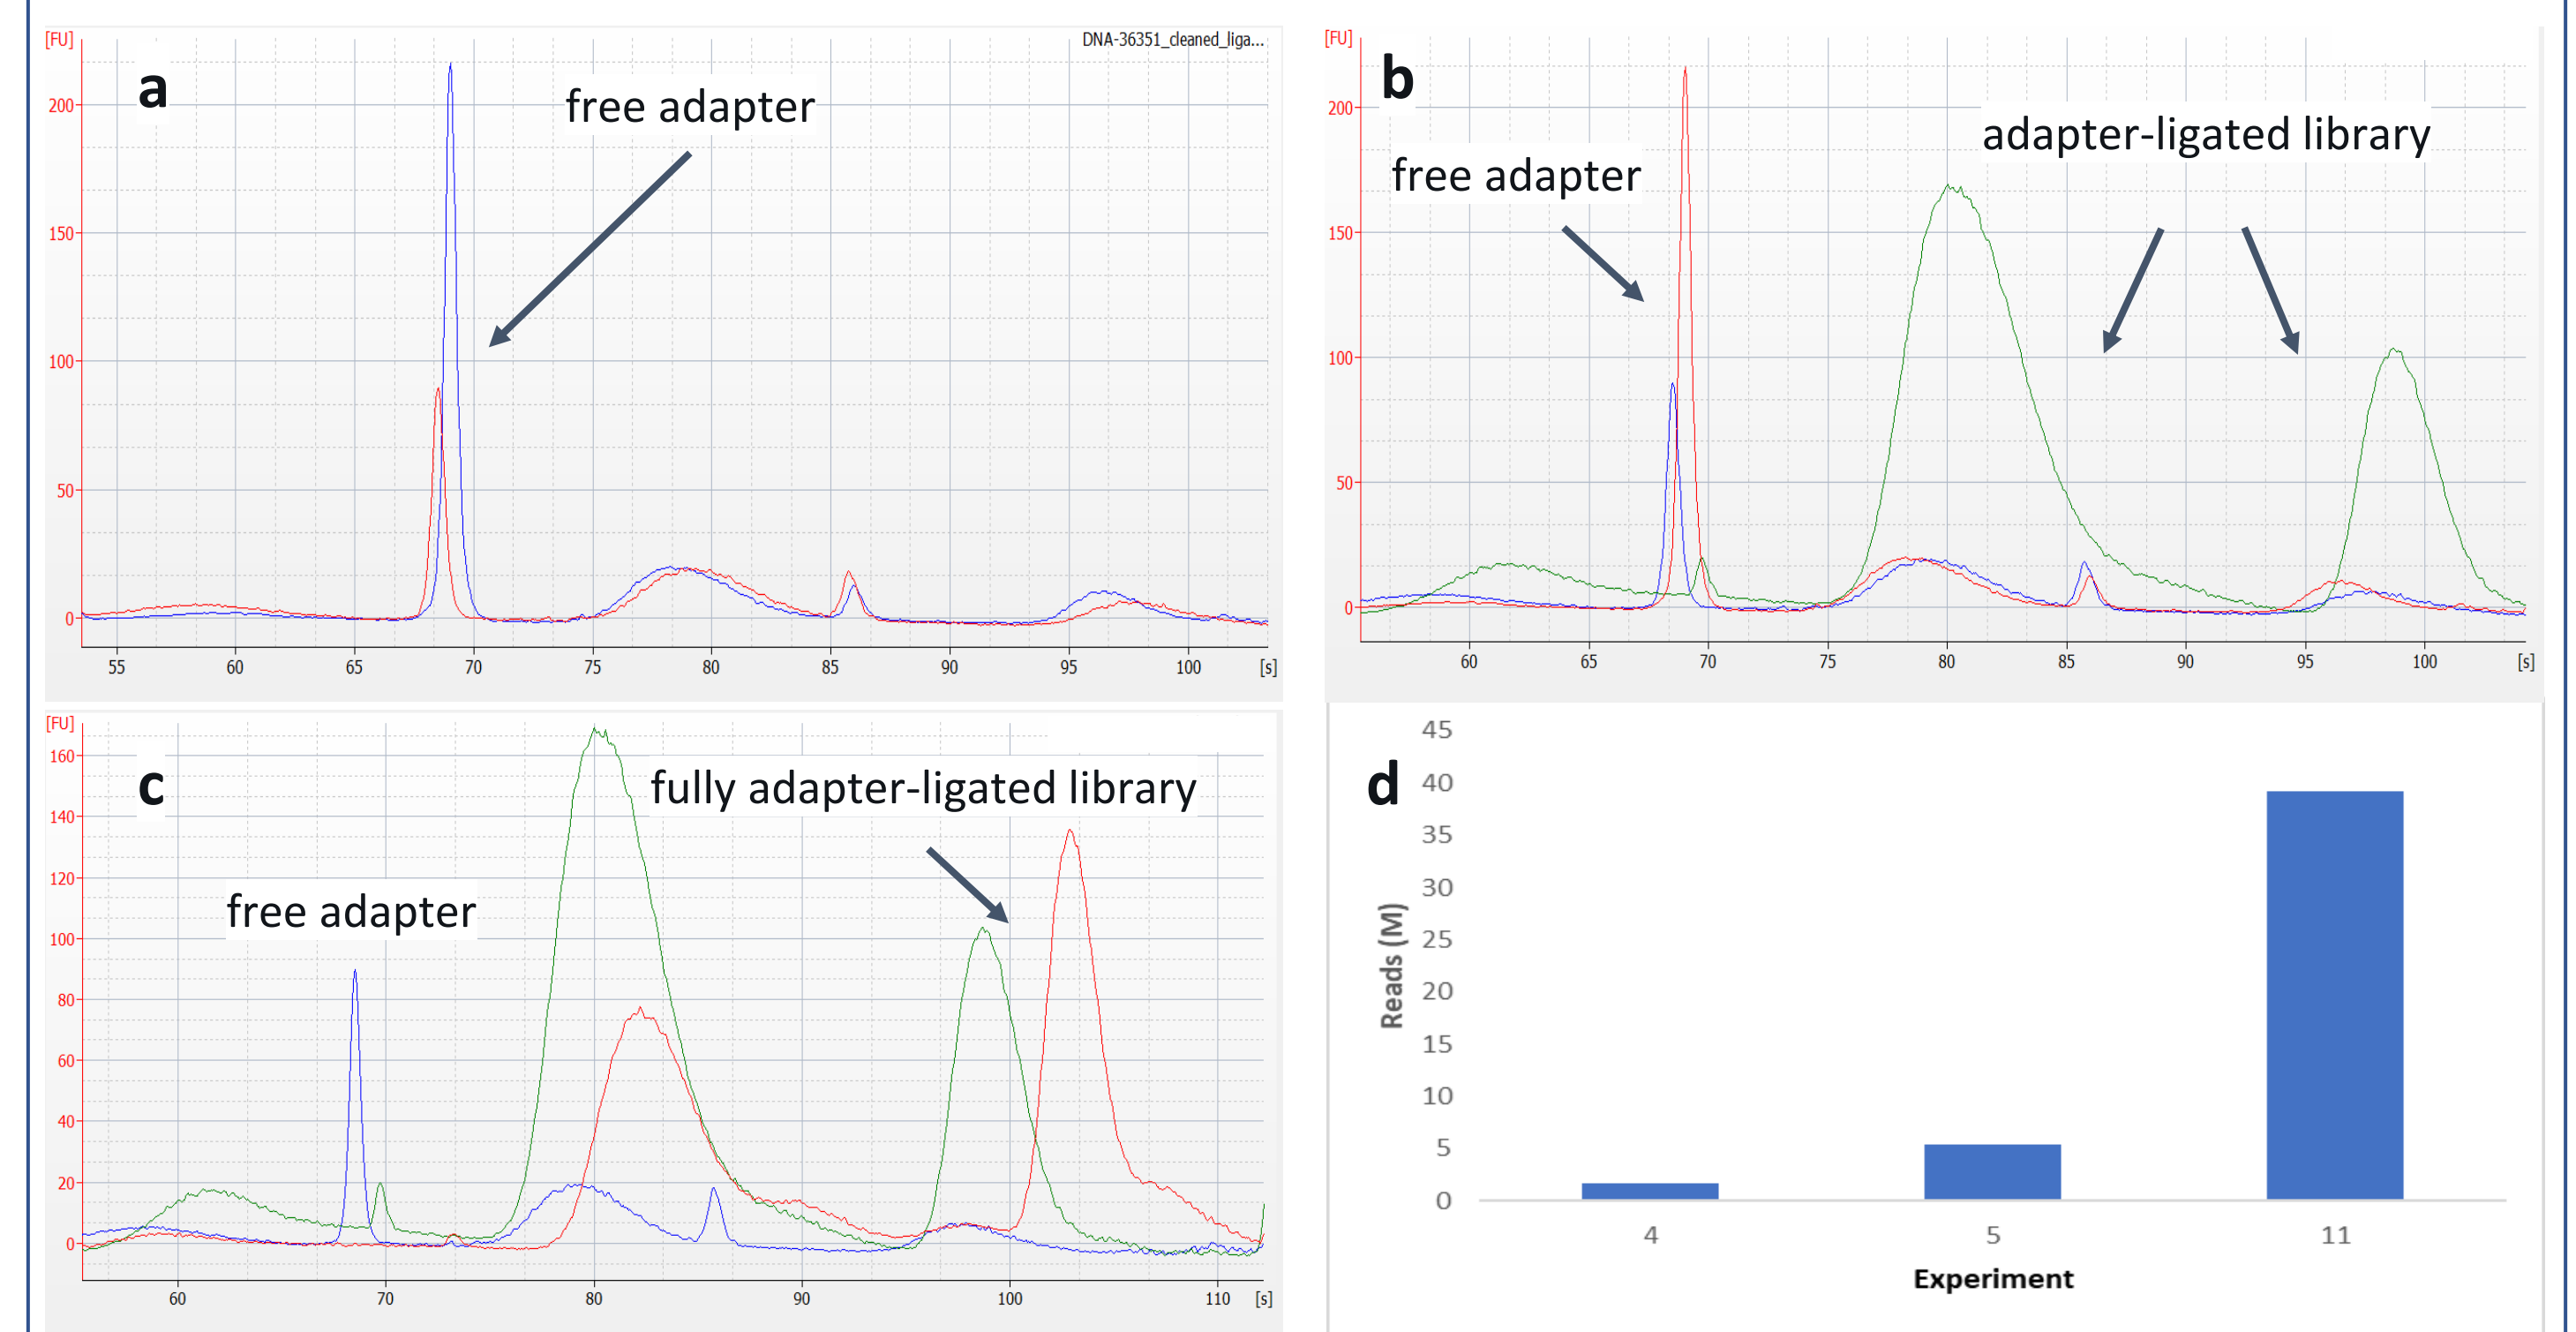 [FU]
DNA-36351_cleaned_liga...
a
free adapter
200
150
100
50
0
55 60 65 70 75 80 85 90 95 100 [s]
[FU]
b
adapter-ligated library
free adapter
200
150
100
50
0
60 65 70 75 80 85 90 95 100 [s]
[FU]
c
fully adapter-ligated library
free adapter
160
140
120
100
80
60
40
20
0
60 70 80 90 100 110 [s]
d
45
40
35
30
25
20
15
10
5
0
Reads (M)
4 5 11
Experiment